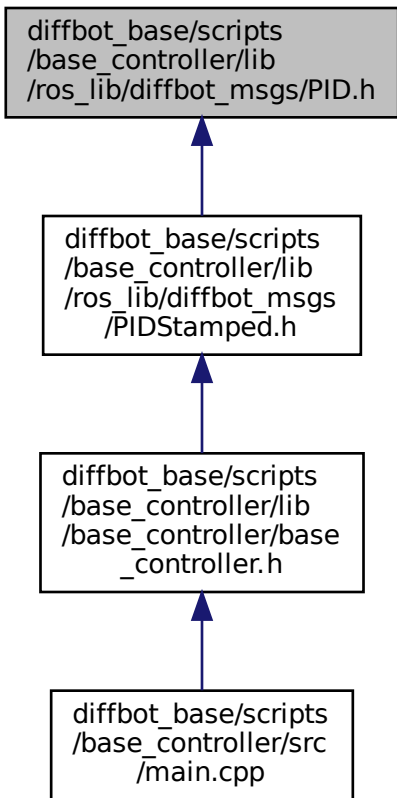 diffbot_base/scripts
/base_controller/lib
/ros_lib/diffbot_msgs/PID.h
diffbot_base/scripts
/base_controller/lib
/ros_lib/diffbot_msgs
/PIDStamped.h
diffbot_base/scripts
/base_controller/lib
/base_controller/base
_controller.h
diffbot_base/scripts
/base_controller/src
/main.cpp